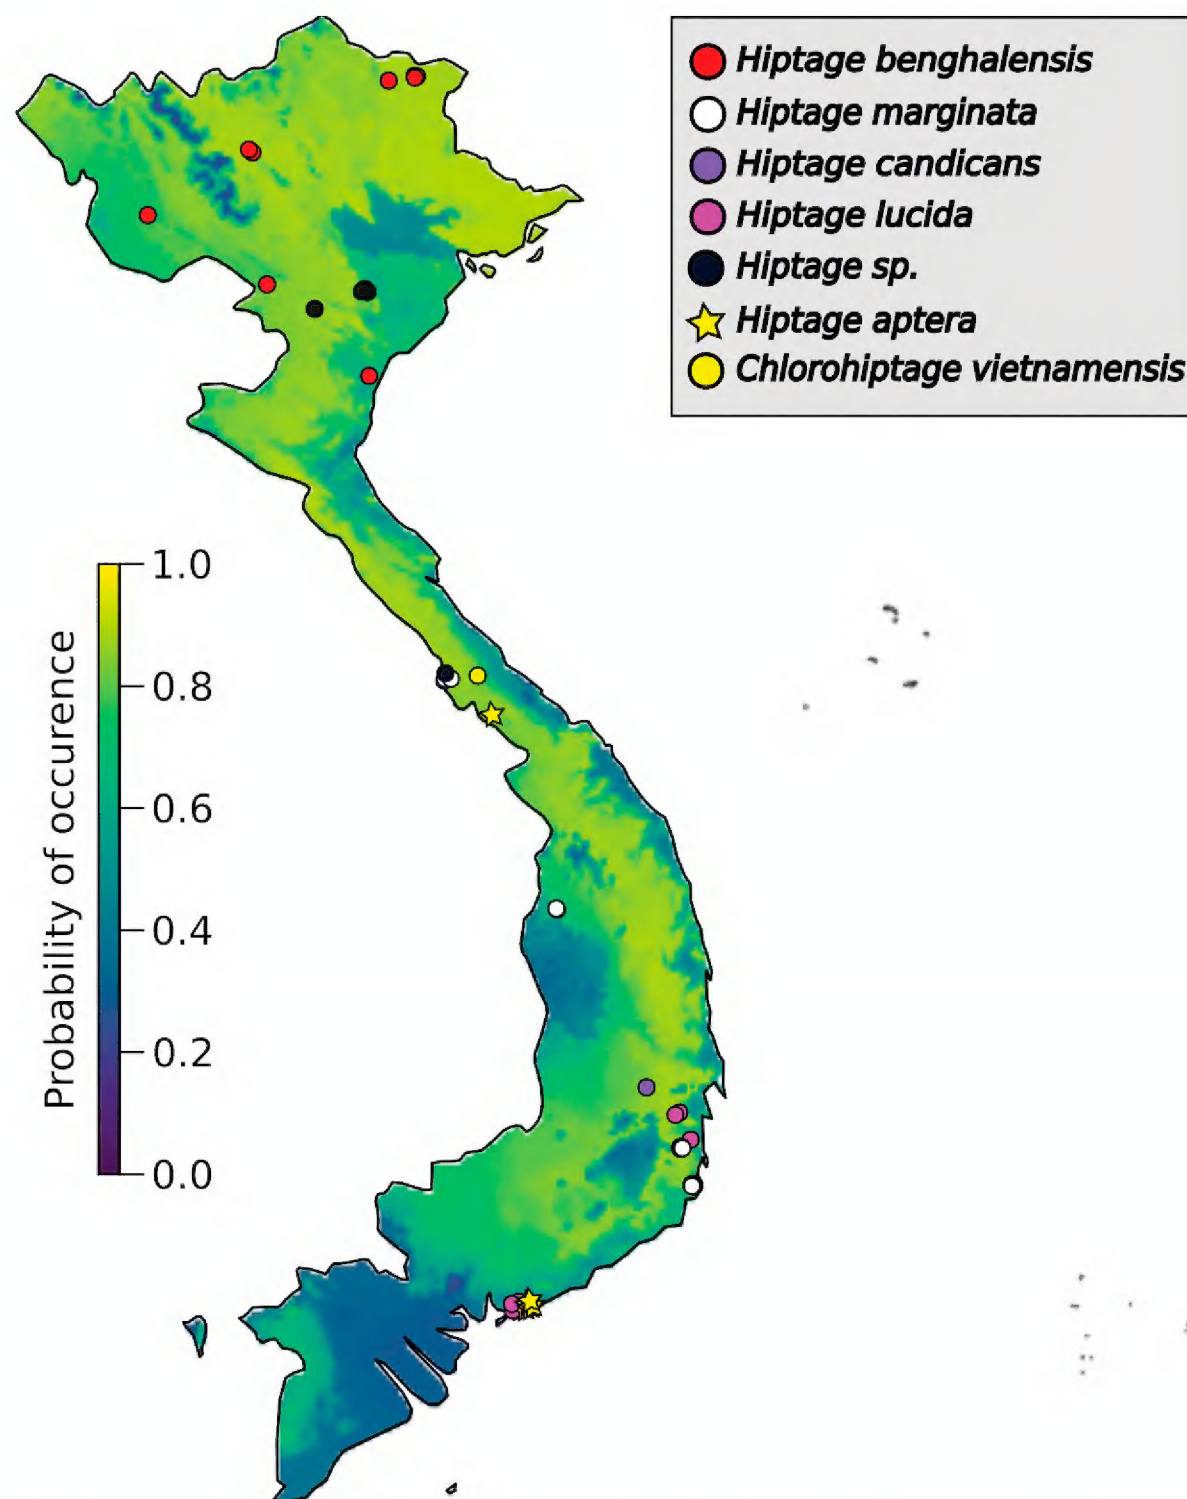 Hiptage benghalensis
Hiptage marginata
Hiptage candicans
Hiptage lucida
Hiptage sp.
Hiptage aptera
Chlorohiptage vietnamensis
Probability of occurence
1.0
0.8
0.6
0.4
0.2
0.0